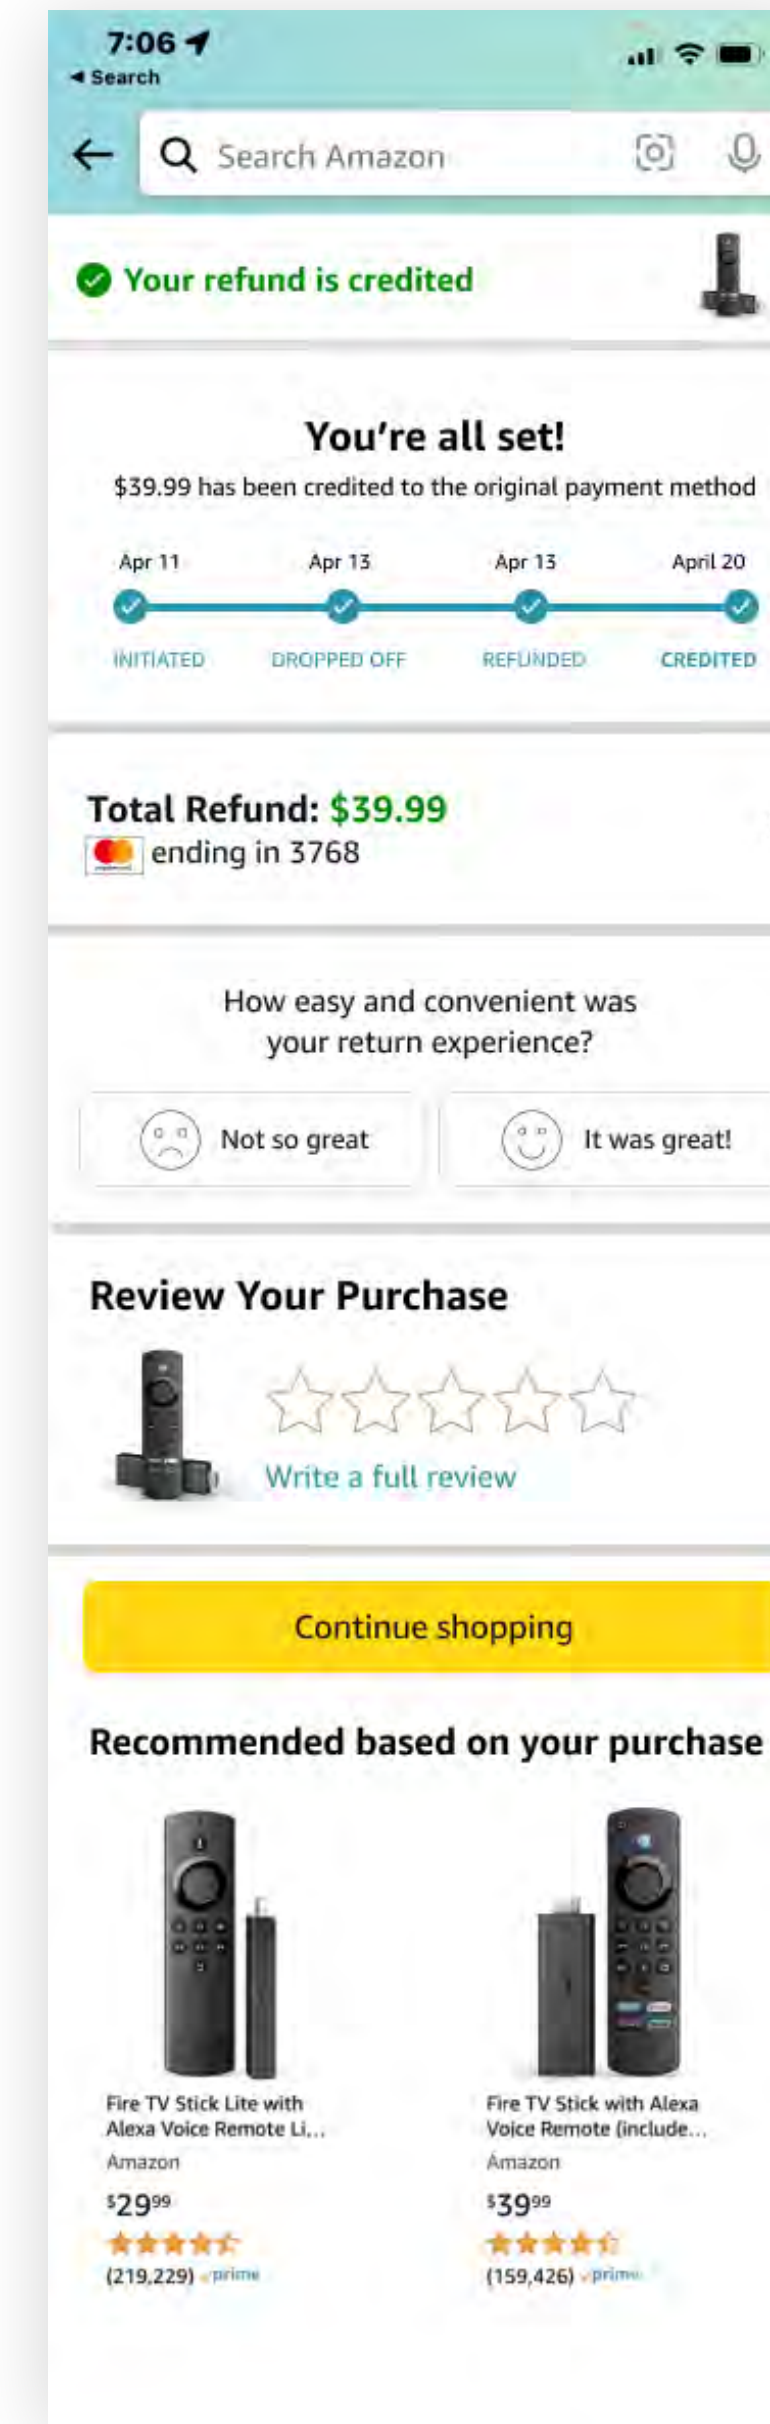 7:06
Search
Search Amazon
Your refund is credited
You're all set!
$39.99 has been credited to the original payment method
Apr 11 Apr 13 Apr 13 April 20
INITIATED DROPPED OFF REFUNDED CREDITED
Total Refund: $39.99
ending in 3768
How easy and convenient was
your return experience?
Not so great It was great!
Review Your Purchase
Write a full review
Continue shopping
Recommended based on your purchase
Fire TV Stick Lite with
Alexa Voice Remote Li...
Amazon
$2999
(219,229) prime
Fire TV Stick with Alexa
Voice Remote (include...
Amazon
$3999
(159,426) prime